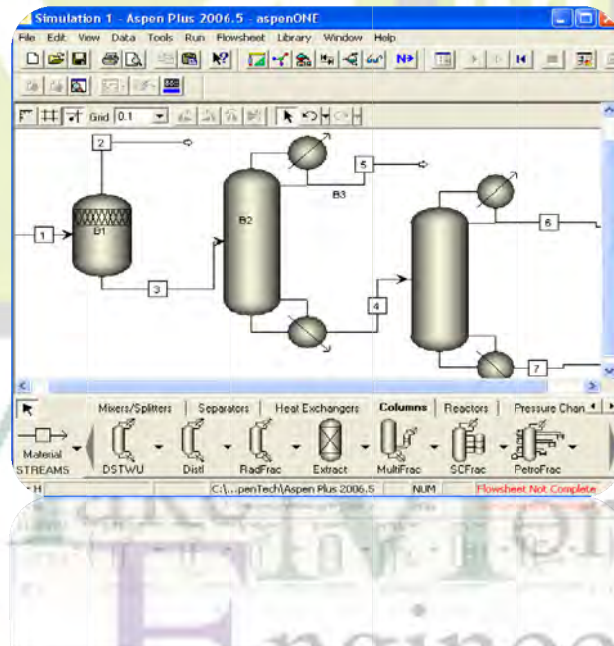 Simulation 1 - Aspen Plus 2006.5 - aspenONE
File Edit View Data Tools Run Flowsheet Library Window Help
N>
Grid 0.1
2
5
B3
B2
6
1
B1
3
4
7
Mixers/Splitters | Separators | Heat Exchangers | Columns | Reactors | Pressure Chan
Material
STREAMS DSTWU Distl RadFrac Extract MultiFrac SCFrac PetroFrac
C:\...penTech\Aspen Plus 2006.5 NUM Flowsheet Not Complete